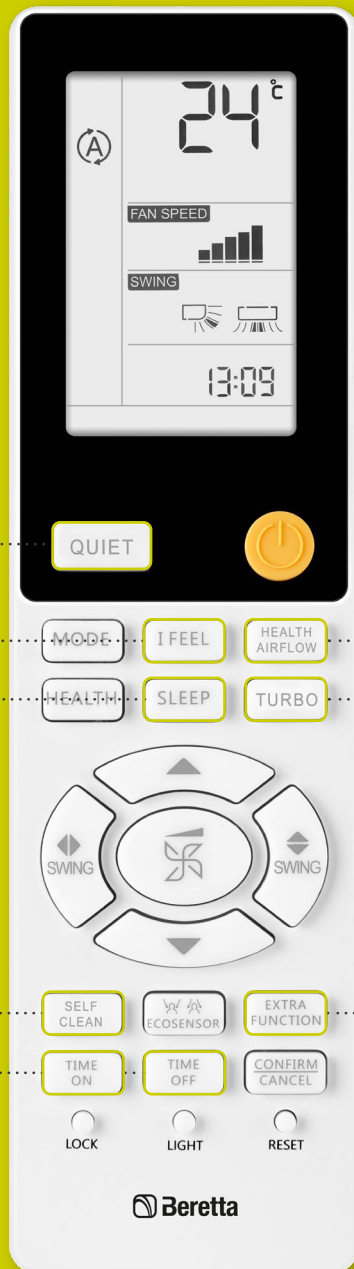 24°c
A
FAN SPEED
SWING
13:09
QUIET
MODE
I FEEL
HEALTH
AIRFLOW
HEALTH
SLEEP
TURBO
SWING
SWING
SELF
CLEAN
ECOSENSOR
EXTRA
FUNCTION
TIME
ON
TIME
OFF
CONFIRM
CANCEL
LOCK
LIGHT
RESET
Beretta